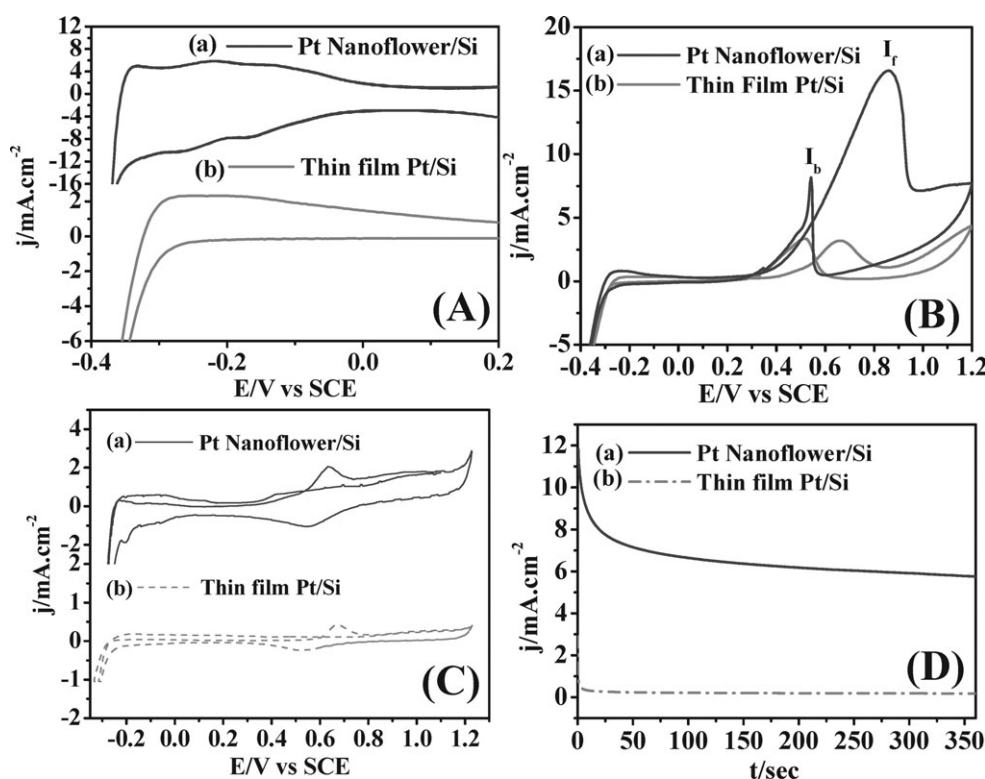 12
8
4
0
-4
-8
-12
-16
2
0
-2
-4
-6
j/mA.cm-2
(a) Pt Nanoflower/Si
(b) Thin film Pt/Si
(A)
-0.4 -0.2 0.0 0.2
E/V vs SCE
20
15
10
5
0
-5
j/mA.cm-2
(a) Pt Nanoflower/Si
(b) Thin Film Pt/Si
If
Ib
(B)
-0.4 -0.2 0.0 0.2 0.4 0.6 0.8 1.0 1.2
E/V vs SCE
4
2
0
-2
2
1
0
-1
-2
j/mA.cm-2
(a) Pt Nanoflower/Si
(b) Thin film Pt/Si
(C)
-0.2 0.0 0.2 0.4 0.6 0.8 1.0 1.2
E/V vs SCE
12
10
8
6
4
2
0
j/mA.cm-2
(a) Pt Nanoflower/Si
(b) Thin film Pt/Si
(D)
0 50 100 150 200 250 300 350
t/sec